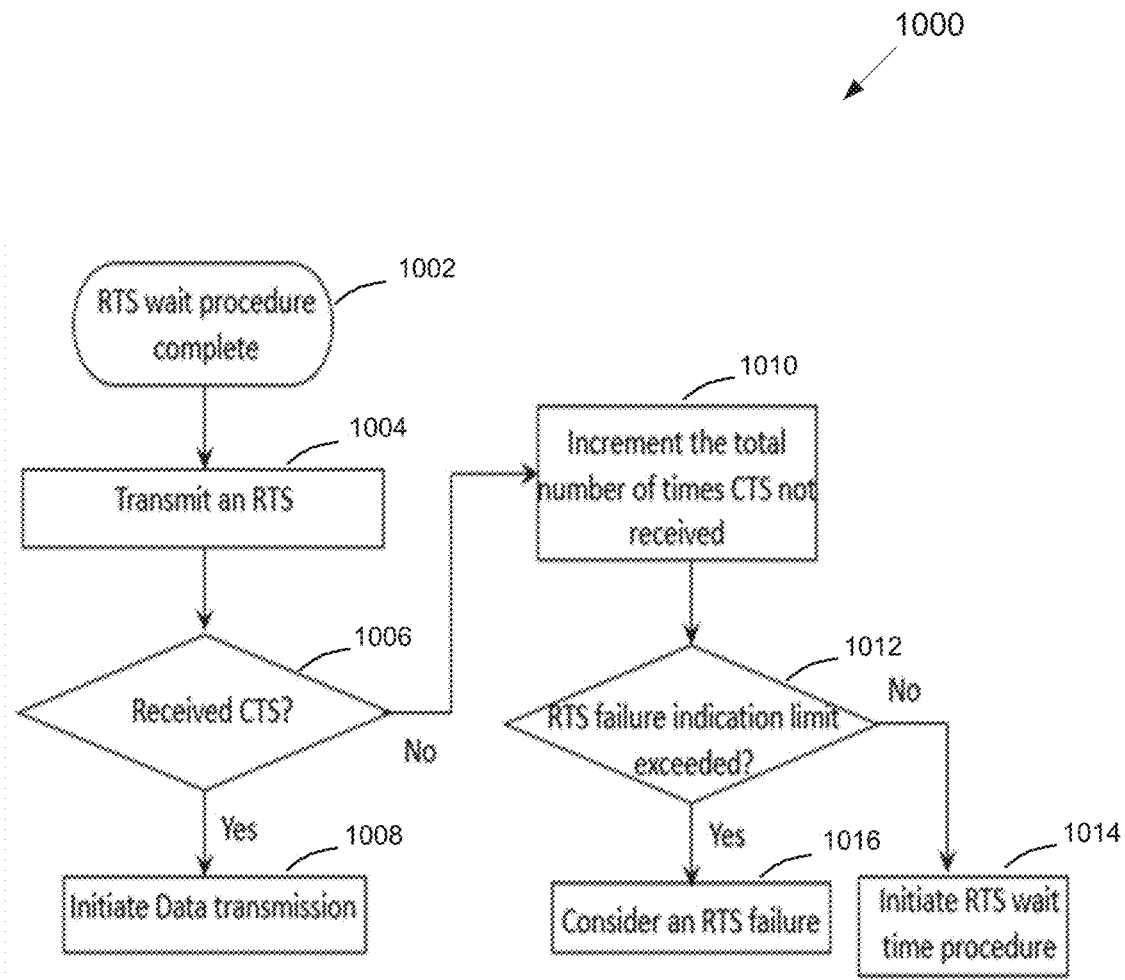 1000
1002
RTS wait procedure
complete
1004
Transmit an RTS
1006
Received CTS?
No
Yes
1008
Initiate Data transmission
1010
Increment the total
number of times CTS not
received
1012
RTS failure indication limit
exceeded?
No
Yes
1016
Consider an RTS failure
1014
Initiate RTS wait
time procedure